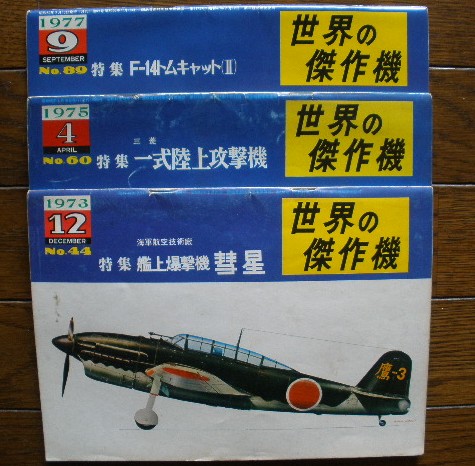 1977
9
SEPTEMBER
No.89
特集 F-14トムキャット(II)
世界の
傑作機
1975
4
APRIL
No.60
三菱
特集 一式陸上攻撃機
世界の
傑作機
1973
12
DECEMBER
No.44
海軍航空技術廠
特集 艦上爆撃機 彗星
世界の
傑作機
鷹-3